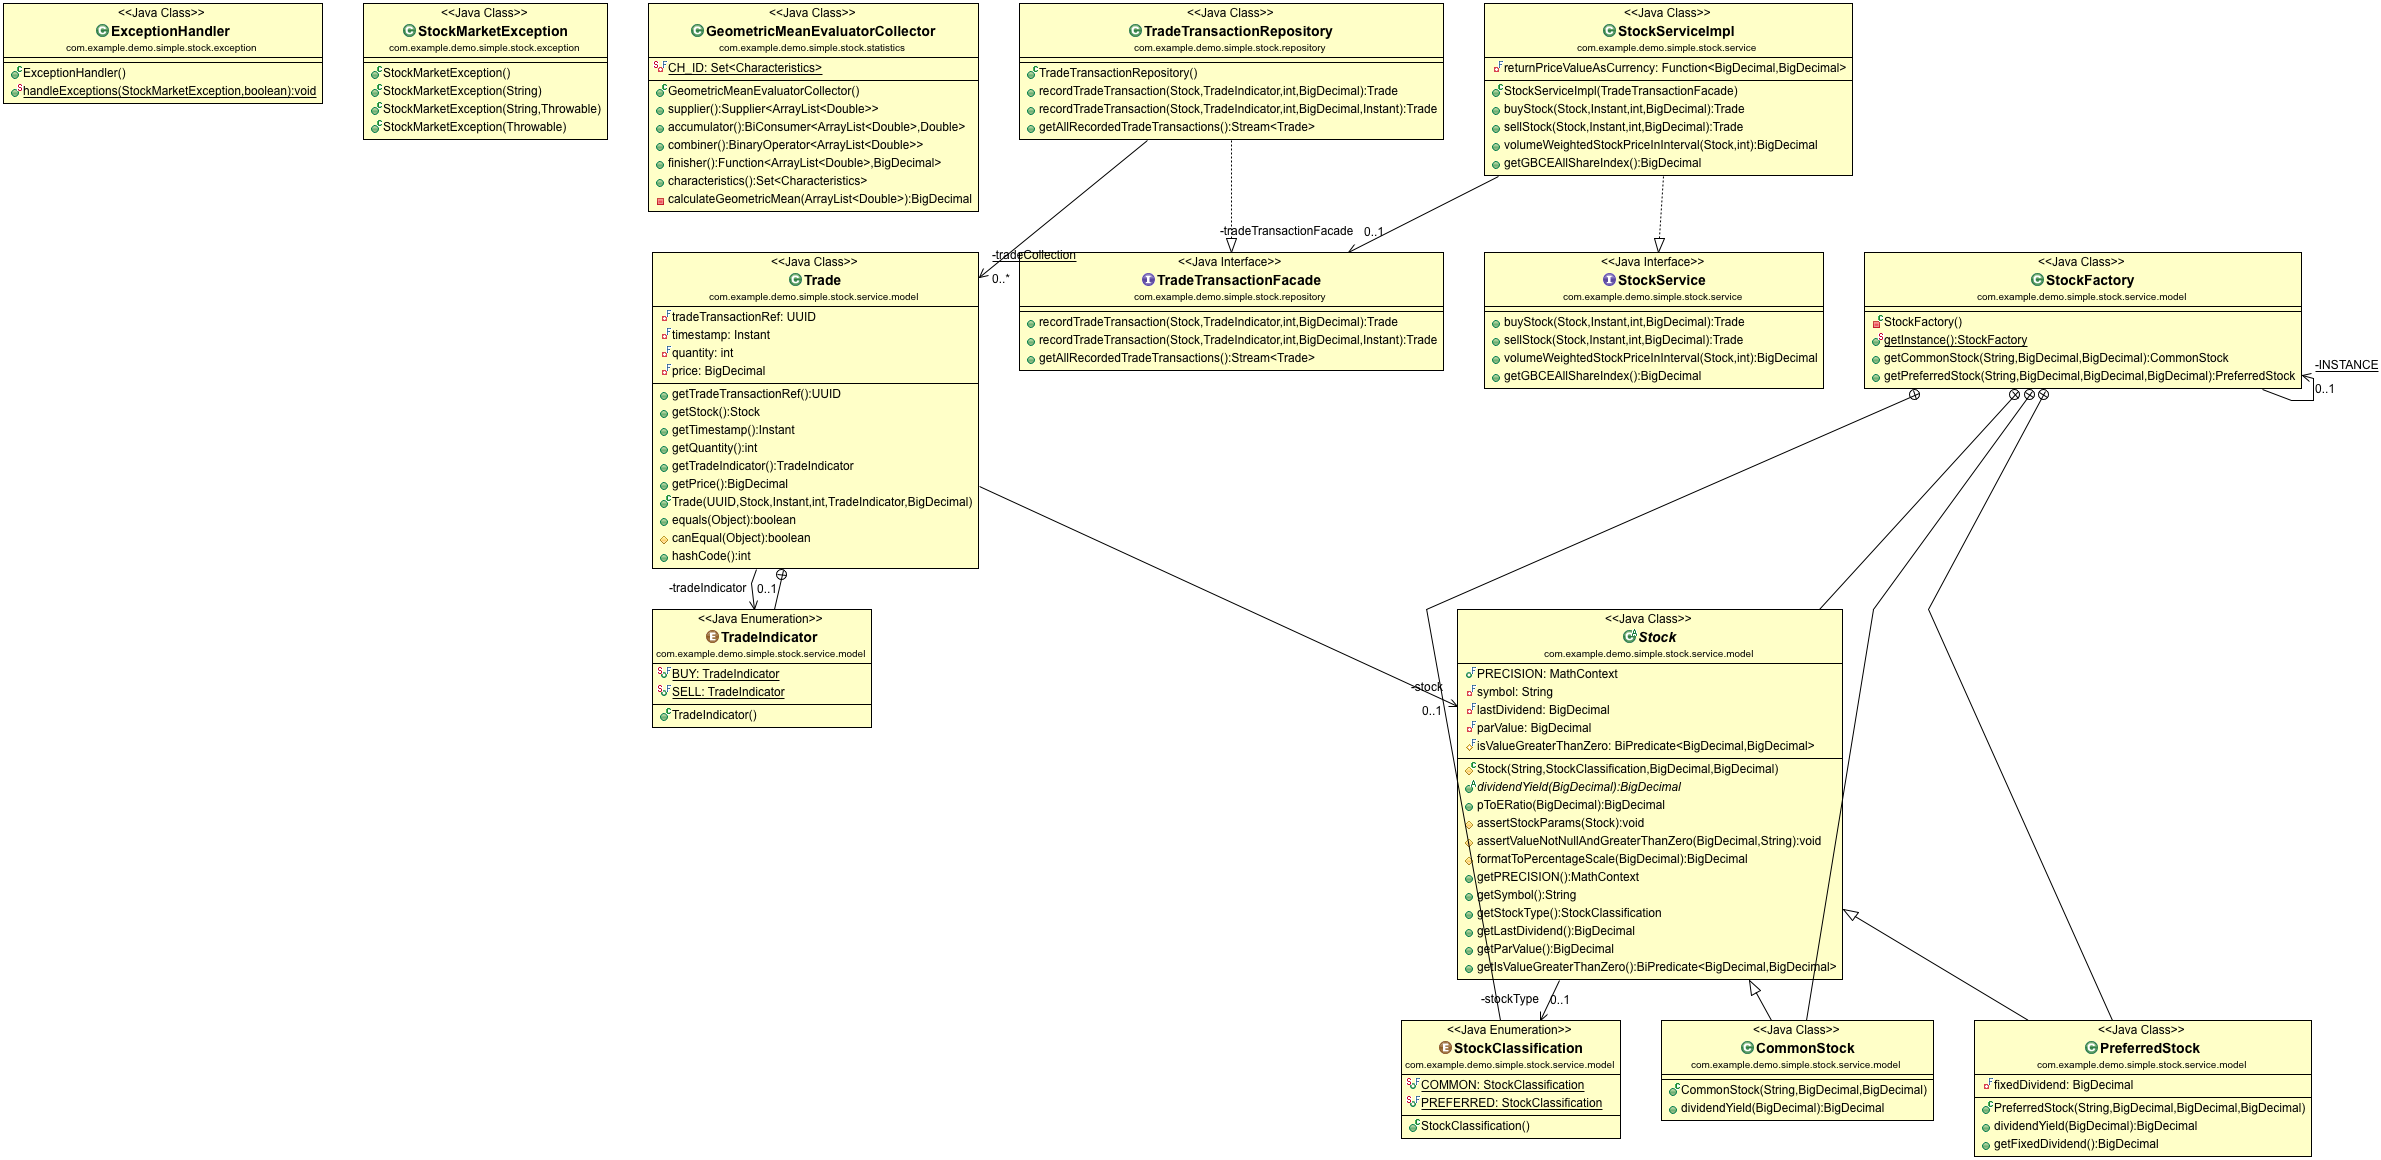 <<Java Class>>
ExceptionHandler
com.example.demo.simple.stock.exception
ExceptionHandler()
handleExceptions(StockMarketException,boolean):void
<<Java Class>>
StockMarketException
com.example.demo.simple.stock.exception
StockMarketException()
StockMarketException(String)
StockMarketException(String,Throwable)
StockMarketException(Throwable)
<<Java Class>>
GeometricMeanEvaluatorCollector
com.example.demo.simple.stock.statistics
CH_ID: Set<Characteristics>
GeometricMeanEvaluatorCollector()
supplier():Supplier<ArrayList<Double>>
accumulator():BiConsumer<ArrayList<Double>,Double>
combiner():BinaryOperator<ArrayList<Double>>
finisher():Function<ArrayList<Double>,BigDecimal>
characteristics():Set<Characteristics>
calculateGeometricMean(ArrayList<Double>):BigDecimal
<<Java Class>>
TradeTransactionRepository
com.example.demo.simple.stock.repository
TradeTransactionRepository()
recordTradeTransaction(Stock,TradeIndicator,int,BigDecimal):Trade
recordTradeTransaction(Stock,TradeIndicator,int,BigDecimal,Instant):Trade
getAllRecordedTradeTransactions():Stream<Trade>
<<Java Class>>
StockServiceImpl
com.example.demo.simple.stock.service
returnPriceValueAsCurrency: Function<BigDecimal,BigDecimal>
StockServiceImpl(TradeTransactionFacade)
buyStock(Stock,Instant,int,BigDecimal):Trade
sellStock(Stock,Instant,int,BigDecimal):Trade
volumeWeightedStockPriceInInterval(Stock,int):BigDecimal
getGBCEAllShareIndex():BigDecimal
-tradeTransactionFacade
0..1
-tradeCollection
0..*
<<Java Class>>
Trade
com.example.demo.simple.stock.service.model
tradeTransactionRef: UUID
timestamp: Instant
quantity: int
price: BigDecimal
getTradeTransactionRef():UUID
getStock():Stock
getTimestamp():Instant
getQuantity():int
getTradeIndicator():TradeIndicator
getPrice():BigDecimal
Trade(UUID,Stock,Instant,int,TradeIndicator,BigDecimal)
equals(Object):boolean
canEqual(Object):boolean
hashCode():int
<<Java Interface>>
TradeTransactionFacade
com.example.demo.simple.stock.repository
recordTradeTransaction(Stock,TradeIndicator,int,BigDecimal):Trade
recordTradeTransaction(Stock,TradeIndicator,int,BigDecimal,Instant):Trade
getAllRecordedTradeTransactions():Stream<Trade>
<<Java Interface>>
StockService
com.example.demo.simple.stock.service
buyStock(Stock,Instant,int,BigDecimal):Trade
sellStock(Stock,Instant,int,BigDecimal):Trade
volumeWeightedStockPriceInInterval(Stock,int):BigDecimal
getGBCEAllShareIndex():BigDecimal
<<Java Class>>
StockFactory
com.example.demo.simple.stock.service.model
StockFactory()
getInstance():StockFactory
getCommonStock(String,BigDecimal,BigDecimal):CommonStock
getPreferredStock(String,BigDecimal,BigDecimal,BigDecimal):PreferredStock
-INSTANCE
0..1
-tradeIndicator
0..1
<<Java Enumeration>>
TradeIndicator
com.example.demo.simple.stock.service.model
BUY: TradeIndicator
SELL: TradeIndicator
TradeIndicator()
-stock
0..1
<<Java Class>>
Stock
com.example.demo.simple.stock.service.model
PRECISION: MathContext
symbol: String
lastDividend: BigDecimal
parValue: BigDecimal
isValueGreaterThanZero: BiPredicate<BigDecimal,BigDecimal>
Stock(String,StockClassification,BigDecimal,BigDecimal)
dividendYield(BigDecimal):BigDecimal
pToERatio(BigDecimal):BigDecimal
assertStockParams(Stock):void
assertValueNotNullAndGreaterThanZero(BigDecimal,String):void
formatToPercentageScale(BigDecimal):BigDecimal
getPRECISION():MathContext
getSymbol():String
getStockType():StockClassification
getLastDividend():BigDecimal
getParValue():BigDecimal
getIsValueGreaterThanZero():BiPredicate<BigDecimal,BigDecimal>
-stockType
0..1
<<Java Enumeration>>
StockClassification
com.example.demo.simple.stock.service.model
COMMON: StockClassification
PREFERRED: StockClassification
StockClassification()
<<Java Class>>
CommonStock
com.example.demo.simple.stock.service.model
CommonStock(String,BigDecimal,BigDecimal)
dividendYield(BigDecimal):BigDecimal
<<Java Class>>
PreferredStock
com.example.demo.simple.stock.service.model
fixedDividend: BigDecimal
PreferredStock(String,BigDecimal,BigDecimal,BigDecimal)
dividendYield(BigDecimal):BigDecimal
getFixedDividend():BigDecimal